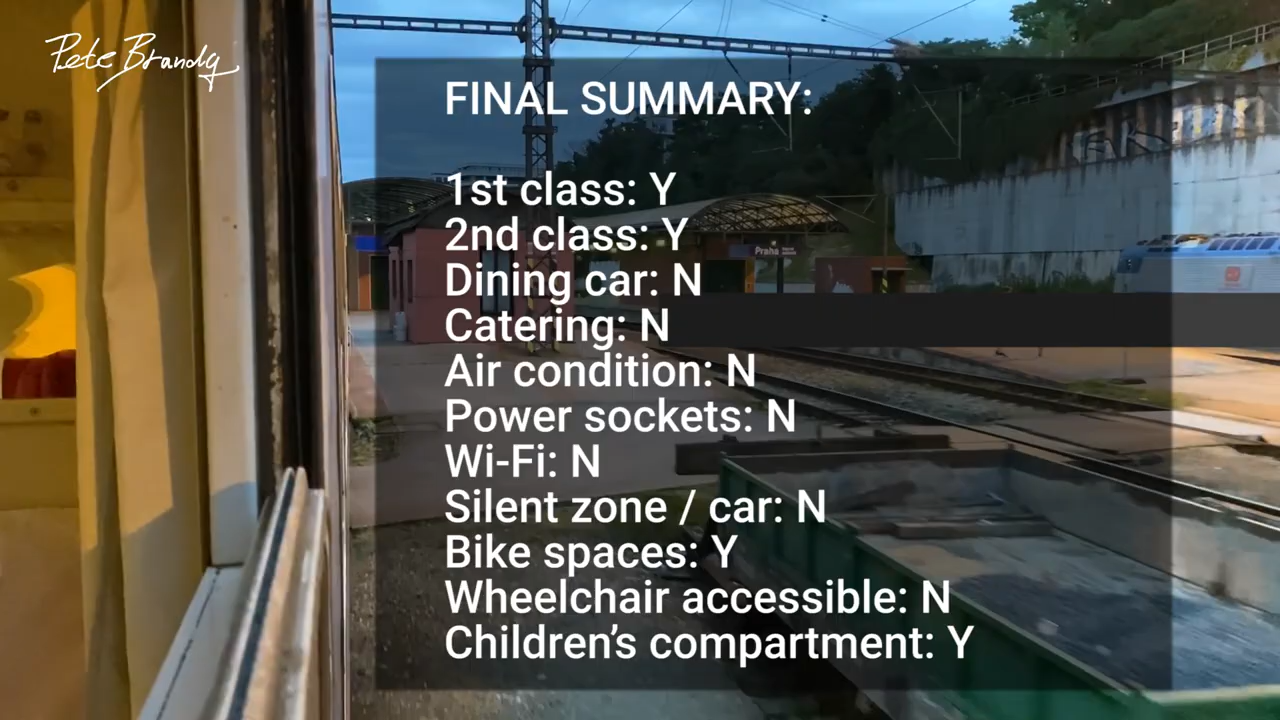 Pete Brandy
FINAL SUMMARY:
1st class: Y
2nd class: Y
Dining car: N
Catering: N
Air condition: N
Power sockets: N
Wi-Fi: N
Silent zone / car: N
Bike spaces: Y
Wheelchair accessible: N
Children's compartment: Y
Praha